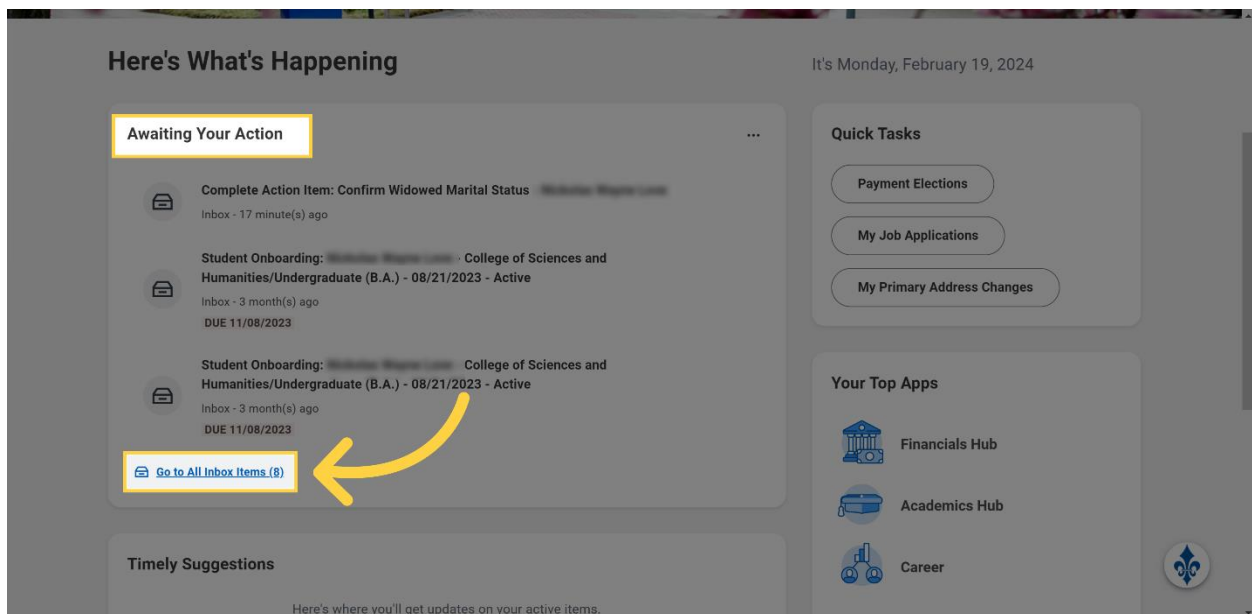 Here's What's Happening
It's Monday, February 19, 2024
Awaiting Your Action
Complete Action Item: Confirm Widowed Marital Status -
Inbox - 17 minute(s) ago
Student Onboarding: - College of Sciences and
Humanities/Undergraduate (B.A.) - 08/21/2023 - Active
Inbox - 3 month(s) ago
DUE 11/08/2023
Student Onboarding: - College of Sciences and
Humanities/Undergraduate (B.A.) - 08/21/2023 - Active
Inbox - 3 month(s) ago
DUE 11/08/2023
Go to All Inbox Items (8)
Timely Suggestions
Here's where you'll get updates on your active items.
Quick Tasks
Payment Elections
My Job Applications
My Primary Address Changes
Your Top Apps
Financials Hub
Academics Hub
Career